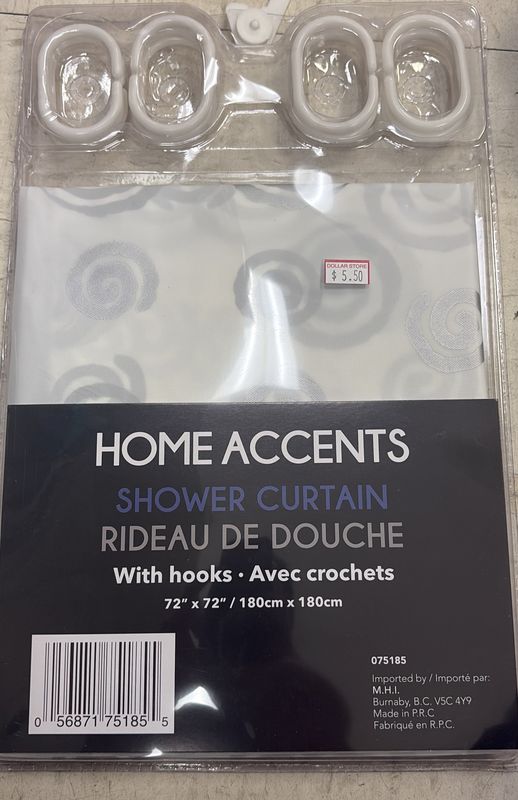 DOLLAR STORE
$ 5.50
HOME ACCENTS
SHOWER CURTAIN
RIDEAU DE DOUCHE
With hooks · Avec crochets
72” x 72” / 180cm x 180cm
075185
Imported by / Importé par:
M.H.I.
Burnaby, B.C. V5C 4Y9
Made in P.R.C
Fabriqué en R.P.C.
0 56871 75185 5